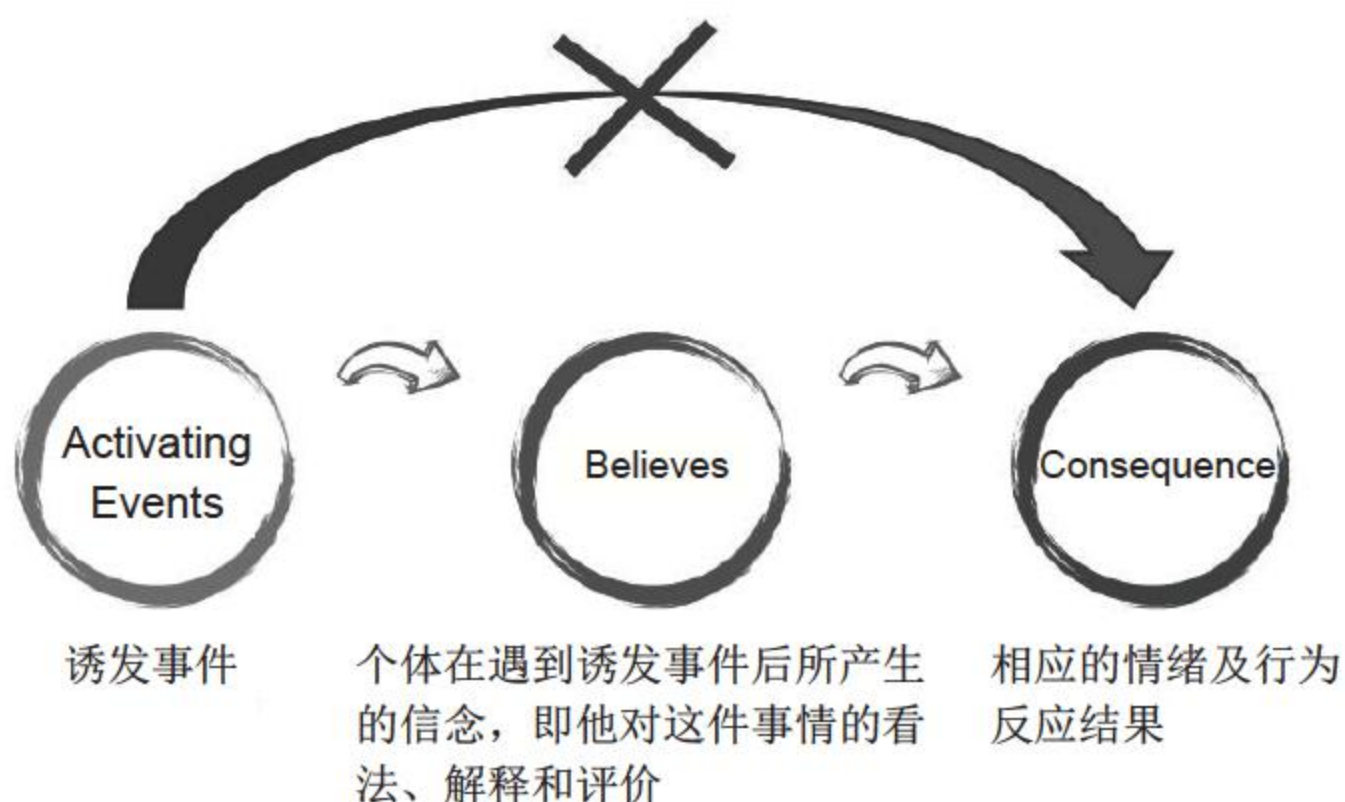 Activating
Events
Believes
Consequence
诱发事件
个体在遇到诱发事件后所产生
的信念，即他对这件事情的看
法、解释和评价
相应的情绪及行为
反应结果